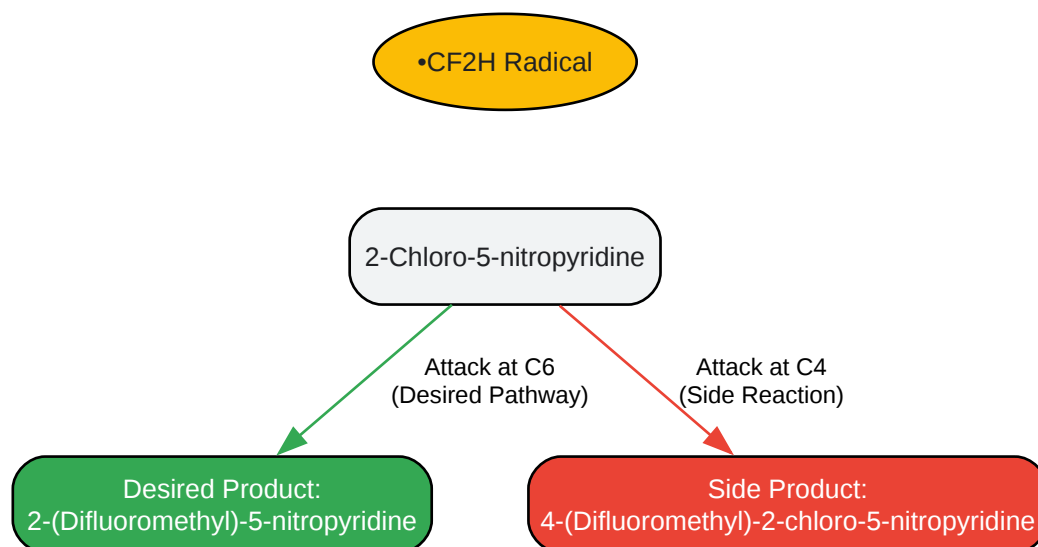 •CF2H Radical
2-Chloro-5-nitropyridine
Attack at C6
(Desired Pathway)
Attack at C4
(Side Reaction)
Desired Product:
2-(Difluoromethyl)-5-nitropyridine
Side Product:
4-(Difluoromethyl)-2-chloro-5-nitropyridine